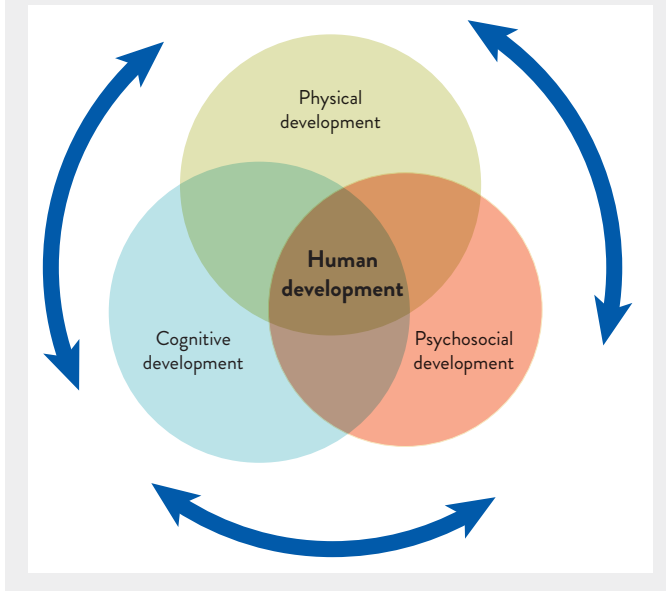 Physical
development
Human
development
Cognitive
development
Psychosocial
development